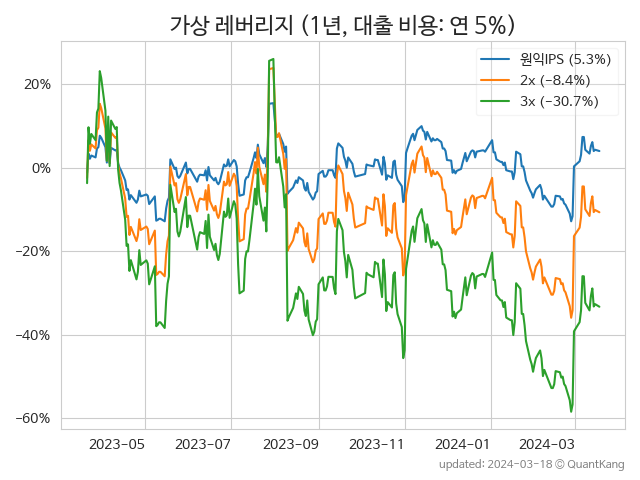 가상 레버리지 (1년, 대출 비용: 연 5%)
원익IPS (5.3%)
2x (−8.4%)
3x (−30.7%)
20%
0%
−20%
−40%
−60%
2023−05 2023−07 2023−09 2023−11 2024−01 2024−03
updated: 2024−03−18 © QuantKang